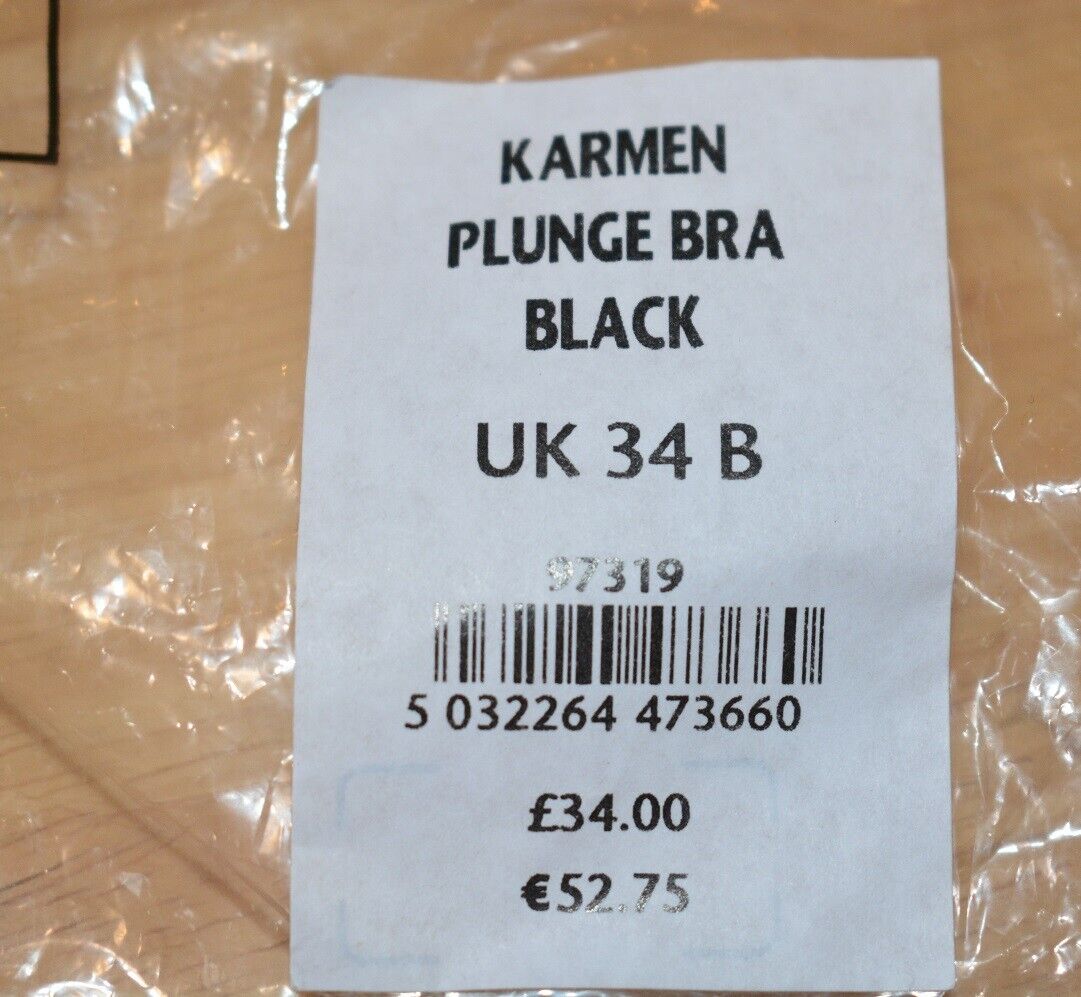 KARMEN
PLUNGE BRA
BLACK
UK 34 B
97319
5 032264 473660
£34.00
€52.75